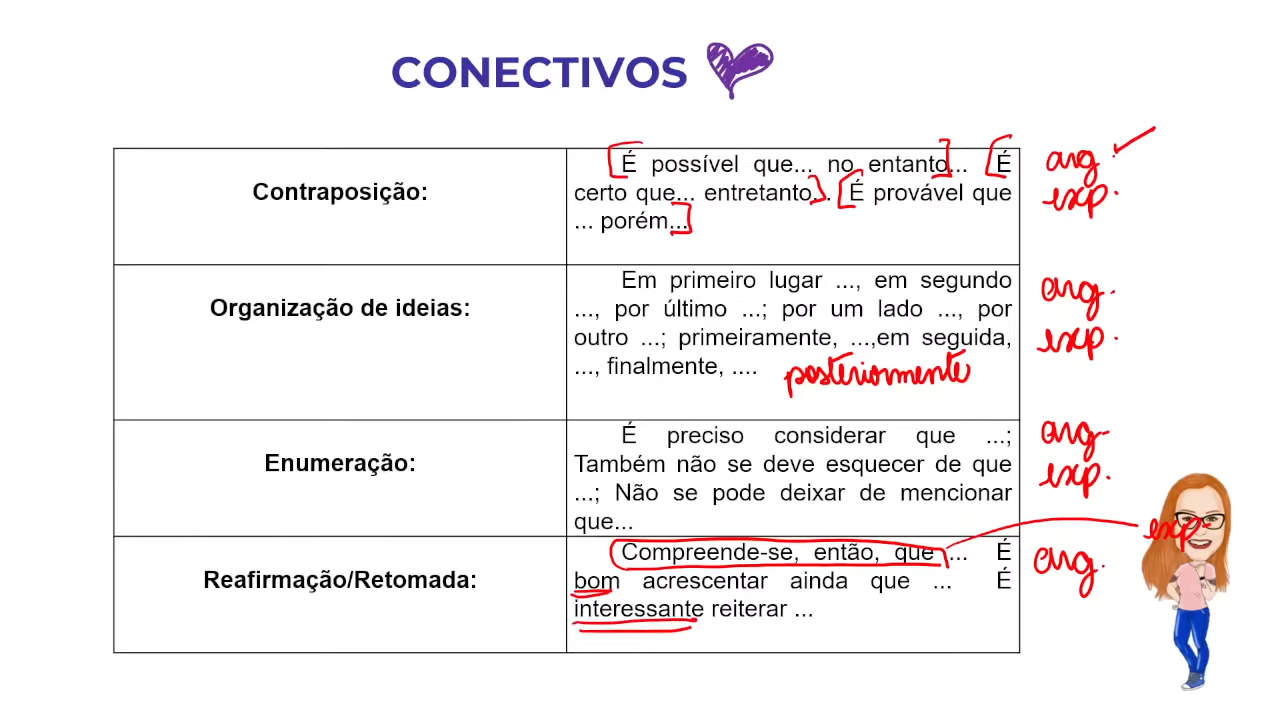 CONECTIVOS
Contraposição:
É possível que... no entanto... É
certo que... entretanto... É provável que
... porém...
arg.
exp.
Organização de ideias:
Em primeiro lugar ..., em segundo
..., por último ...; por um lado ..., por
outro ...; primeiramente, ...,em seguida,
..., finalmente, ....
posteriormente
arg.
exp.
Enumeração:
É preciso considerar que ...;
Também não se deve esquecer de que
...; Não se pode deixar de mencionar
que...
arg.
exp.
Reafirmação/Retomada:
Compreende-se, então, que ... É
bom acrescentar ainda que ... É
interessante reiterar ...
exp.
arg.